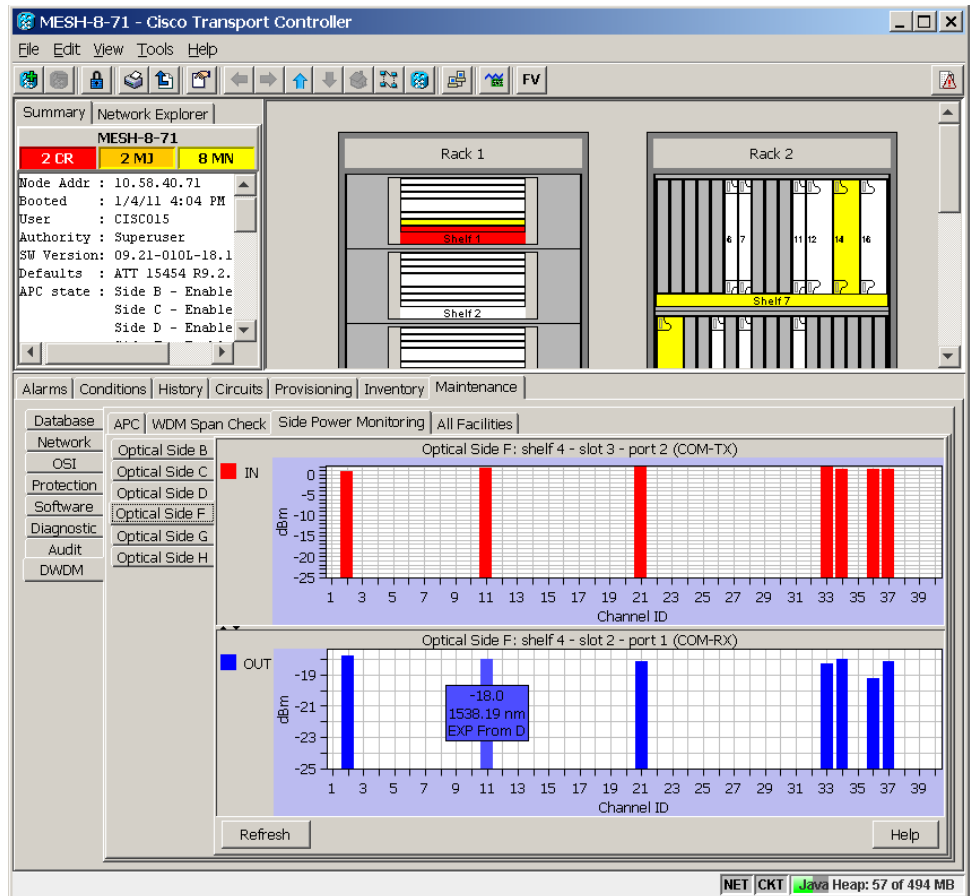 MESH-8-71 - Cisco Transport Controller
File Edit View Tools Help
FV
Summary Network Explorer
MESH-8-71
2 CR 2 MJ 8 MN
Node Addr : 10.58.40.71
Booted : 1/4/11 4:04 PM
User : CISCO15
Authority : Superuser
SW Version: 09.21-010L-18.1
Defaults : ATT 15454 R9.2.
APC state : Side B - Enable
Side C - Enable
Side D - Enable
Rack 1
Shelf 1
Shelf 2
Rack 2
6 7 11 12 14 16
Shelf 7
Alarms Conditions History Circuits Provisioning Inventory Maintenance
Database
Network
OSI
Protection
Software
Diagnostic
Audit
DWDM
APC WDM Span Check Side Power Monitoring All Facilities
Optical Side B
Optical Side C
Optical Side D
Optical Side F
Optical Side G
Optical Side H
Optical Side F: shelf 4 - slot 3 - port 2 (COM-TX)
IN
dBm
0
-5
-10
-15
-20
-25
1 3 5 7 9 11 13 15 17 19 21 23 25 27 29 31 33 35 37 39
Channel ID
Optical Side F: shelf 4 - slot 2 - port 1 (COM-RX)
OUT
dBm
-19
-21
-23
-25
-18.0
1538.19 nm
EXP From D
1 3 5 7 9 11 13 15 17 19 21 23 25 27 29 31 33 35 37 39
Channel ID
Refresh Help
NET CKT Java Heap: 57 of 494 MB